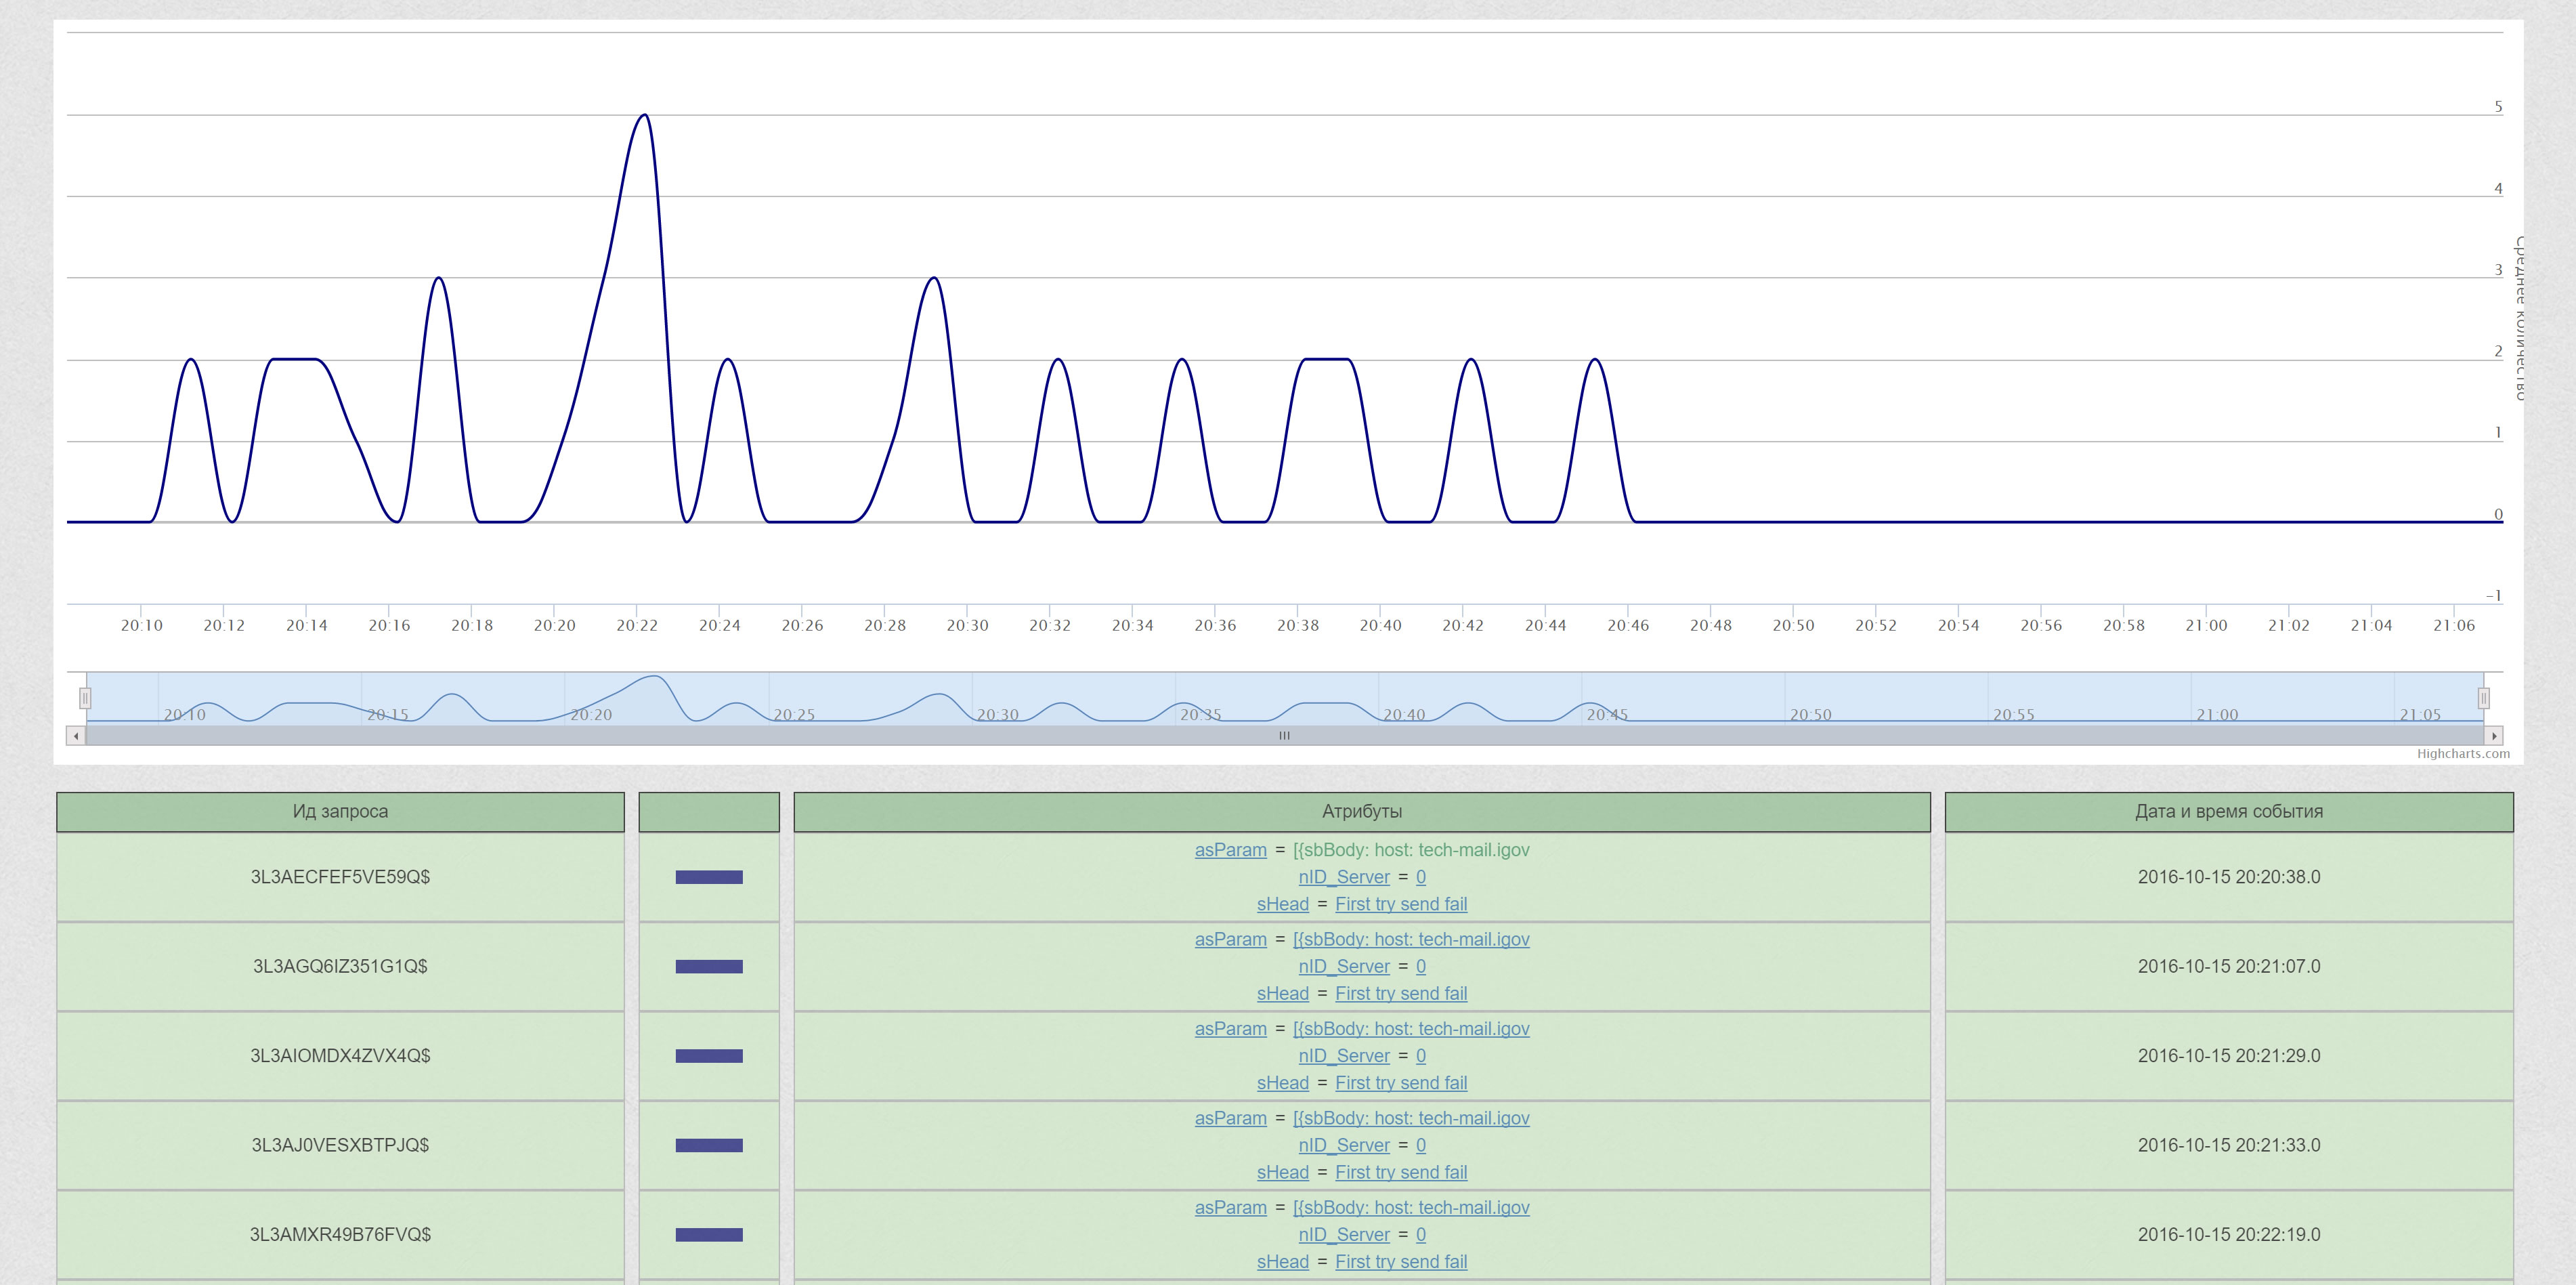 5
4
3
2
1
0
-1
Среднее количество
20:10 20:12 20:14 20:16 20:18 20:20 20:22 20:24 20:26 20:28 20:30 20:32 20:34 20:36 20:38 20:40 20:42 20:44 20:46 20:48 20:50 20:52 20:54 20:56 20:58 21:00 21:02 21:04 21:06
20:10 20:15 20:20 20:25 20:30 20:35 20:40 20:45 20:50 20:55 21:00 21:05
Highcharts.com
Ид запроса Атрибуты Дата и время события
asParam = [{sbBody: host: tech-mail.igov
3L3AECFEF5VE59Q$ nID_Server = 0 2016-10-15 20:20:38.0
sHead = First try send fail
asParam = [{sbBody: host: tech-mail.igov
3L3AGQ6IZ351G1Q$ nID_Server = 0 2016-10-15 20:21:07.0
sHead = First try send fail
asParam = [{sbBody: host: tech-mail.igov
3L3AIOMDX4ZVX4Q$ nID_Server = 0 2016-10-15 20:21:29.0
sHead = First try send fail
asParam = [{sbBody: host: tech-mail.igov
3L3AJ0VESXBTPJQ$ nID_Server = 0 2016-10-15 20:21:33.0
sHead = First try send fail
asParam = [{sbBody: host: tech-mail.igov
3L3AMXR49B76FVQ$ nID_Server = 0 2016-10-15 20:22:19.0
sHead = First try send fail